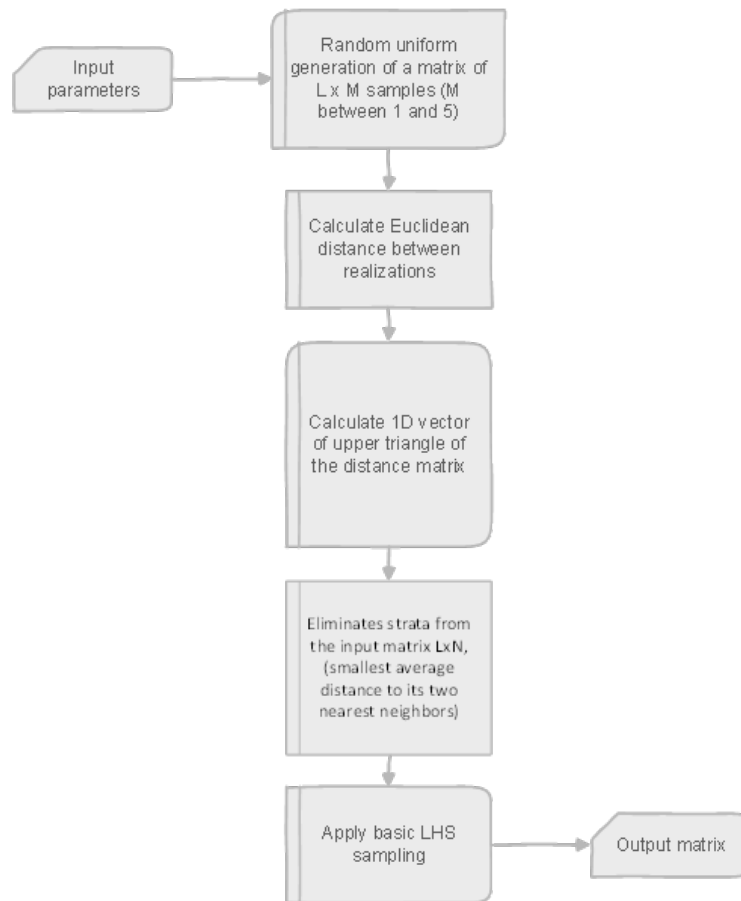 Input
parameters
Random uniform
generation of a matrix of
L x M samples (M
between 1 and 5)
Calculate Euclidean
distance between
realizations
Calculate 1D vector
of upper triangle of
the distance matrix
Eliminates strata from
the input matrix LxN,
(smallest average
distance to its two
nearest neighbors)
Apply basic LHS
sampling
Output matrix